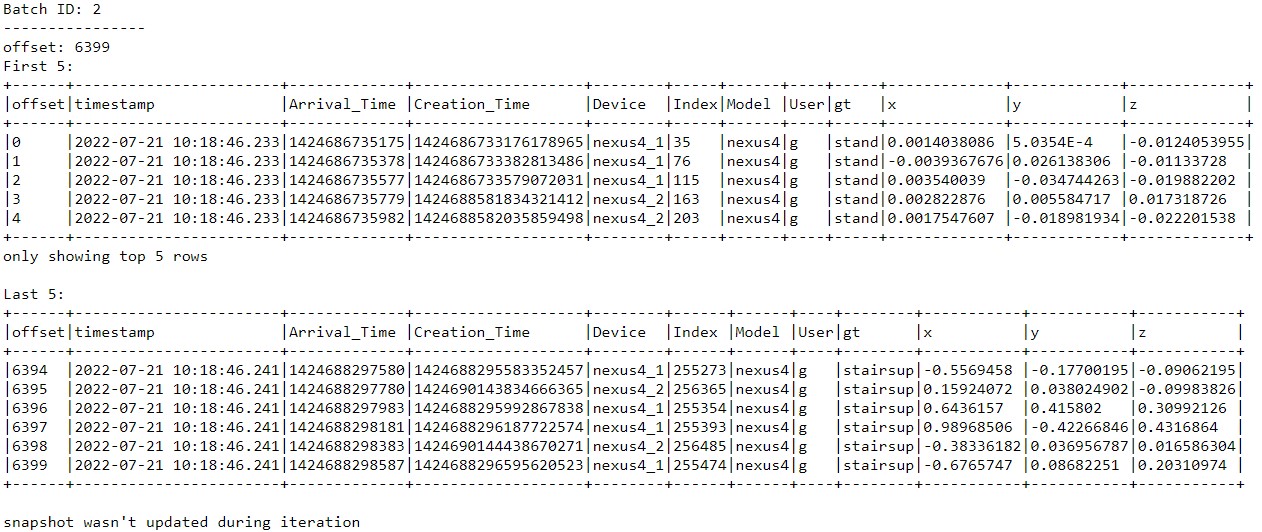 Batch ID: 2
----------------
offset: 6399
First 5:
+------+-----------------------+-------------+-------------------+--------+-----+------+----+-----+-------------+------------+-------------+
|offset|timestamp              |Arrival_Time |Creation_Time      |Device  |Index|Model |User|gt   |x            |y           |z            |
+------+-----------------------+-------------+-------------------+--------+-----+------+----+-----+-------------+------------+-------------+
|0     |2022-07-21 10:18:46.233|1424686735175|1424686733176178965|nexus4_1|35   |nexus4|g   |stand|0.0014038086 |5.0354E-4   |-0.0124053955|
|1     |2022-07-21 10:18:46.233|1424686735378|1424686733382813486|nexus4_1|76   |nexus4|g   |stand|-0.0039367676|0.026138306 |-0.01133728  |
|2     |2022-07-21 10:18:46.233|1424686735577|1424686733579072031|nexus4_1|115  |nexus4|g   |stand|0.003540039  |-0.034744263|-0.019882202 |
|3     |2022-07-21 10:18:46.233|1424686735779|1424688581834321412|nexus4_2|163  |nexus4|g   |stand|0.002822876  |0.005584717 |0.017318726  |
|4     |2022-07-21 10:18:46.233|1424686735982|1424688582035859498|nexus4_2|203  |nexus4|g   |stand|0.0017547607 |-0.018981934|-0.022201538 |
+------+-----------------------+-------------+-------------------+--------+-----+------+----+-----+-------------+------------+-------------+
only showing top 5 rows
Last 5:
+------+-----------------------+-------------+-------------------+--------+------+------+----+--------+-----------+-----------+-----------+
|offset|timestamp              |Arrival_Time |Creation_Time      |Device  |Index |Model |User|gt      |x          |y          |z          |
+------+-----------------------+-------------+-------------------+--------+------+------+----+--------+-----------+-----------+-----------+
|6394  |2022-07-21 10:18:46.241|1424688297580|1424688295583352457|nexus4_1|255273|nexus4|g   |stairsup|-0.5569458 |-0.17700195|-0.09062195|
|6395  |2022-07-21 10:18:46.241|1424688297780|1424690143834666365|nexus4_2|256365|nexus4|g   |stairsup|0.15924072 |0.038024902|-0.09983826|
|6396  |2022-07-21 10:18:46.241|1424688297983|1424688295992867838|nexus4_1|255354|nexus4|g   |stairsup|0.6436157  |0.415802   |0.30992126 |
|6397  |2022-07-21 10:18:46.241|1424688298181|1424688296187722574|nexus4_1|255393|nexus4|g   |stairsup|0.98968506 |-0.42266846|0.4316864  |
|6398  |2022-07-21 10:18:46.241|1424688298383|1424690144438670271|nexus4_2|256485|nexus4|g   |stairsup|-0.38336182|0.036956787|0.016586304|
|6399  |2022-07-21 10:18:46.241|1424688298587|1424688296595620523|nexus4_1|255474|nexus4|g   |stairsup|-0.6765747 |0.08682251 |0.20310974 |
+------+-----------------------+-------------+-------------------+--------+------+------+----+--------+-----------+-----------+-----------+
snapshot wasn't updated during iteration